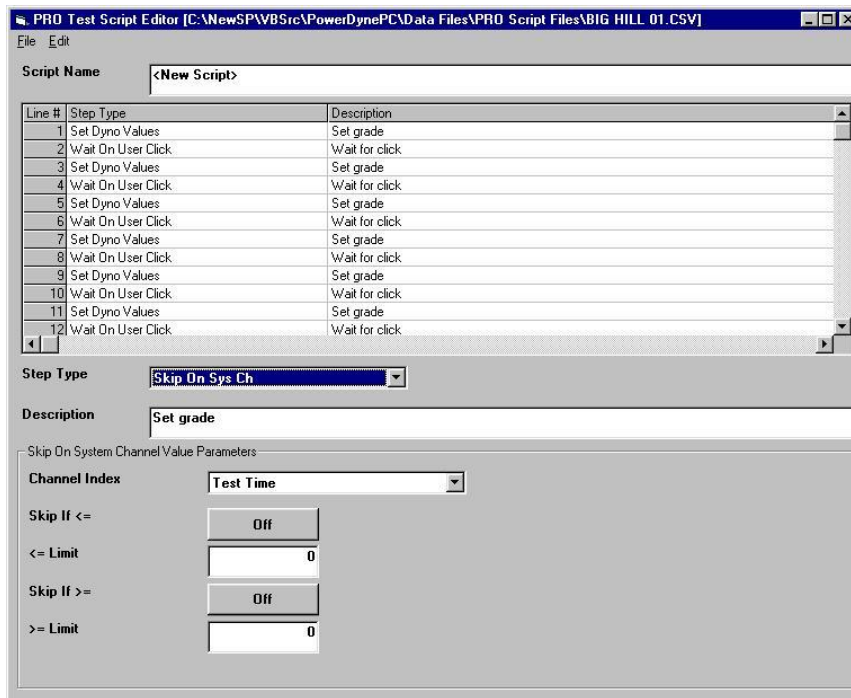 PRO Test Script Editor [C:\NewSP\VBSrc\PowerDynePC\Data Files\PRO Script Files\BIG HILL 01.CSV]
File Edit
Script Name <New Script>
Line # Step Type Description
1 Set Dyno Values Set grade
2 Wait On User Click Wait for click
3 Set Dyno Values Set grade
4 Wait On User Click Wait for click
5 Set Dyno Values Set grade
6 Wait On User Click Wait for click
7 Set Dyno Values Set grade
8 Wait On User Click Wait for click
9 Set Dyno Values Set grade
10 Wait On User Click Wait for click
11 Set Dyno Values Set grade
12 Wait On User Click Wait for click
Step Type Skip On Sys Ch
Description Set grade
Skip On System Channel Value Parameters
Channel Index Test Time
Skip If <= Off
<= Limit 0
Skip If >= Off
>= Limit 0